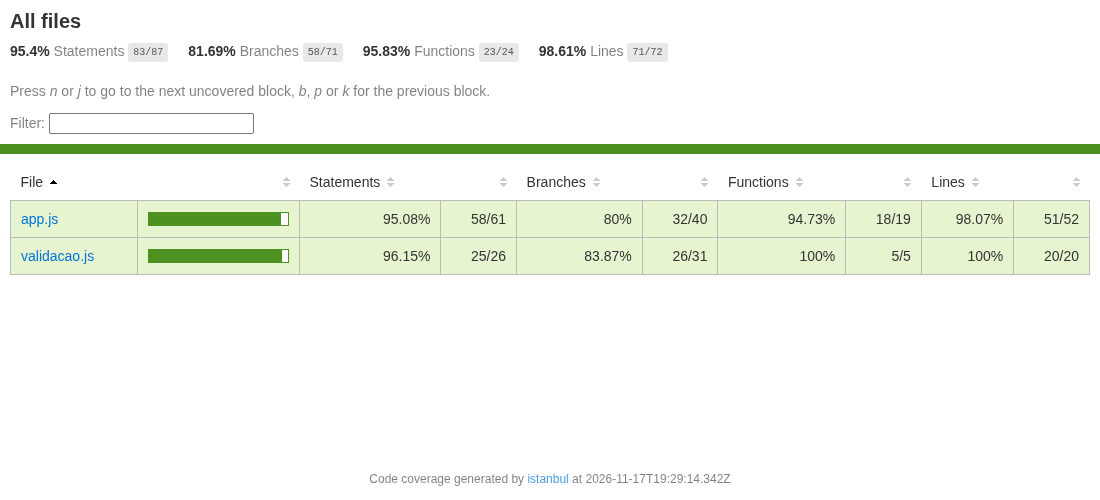 All files
95.4% Statements 83/87 81.69% Branches 58/71 95.83% Functions 23/24 98.61% Lines 71/72
Press n or j to go to the next uncovered block, b, p or k for the previous block.
Filter:
File Statements Branches Functions Lines
app.js 95.08% 58/61 80% 32/40 94.73% 18/19 98.07% 51/52
validacao.js 96.15% 25/26 83.87% 26/31 100% 5/5 100% 20/20
Code coverage generated by istanbul at 2026-11-17T19:29:14.342Z